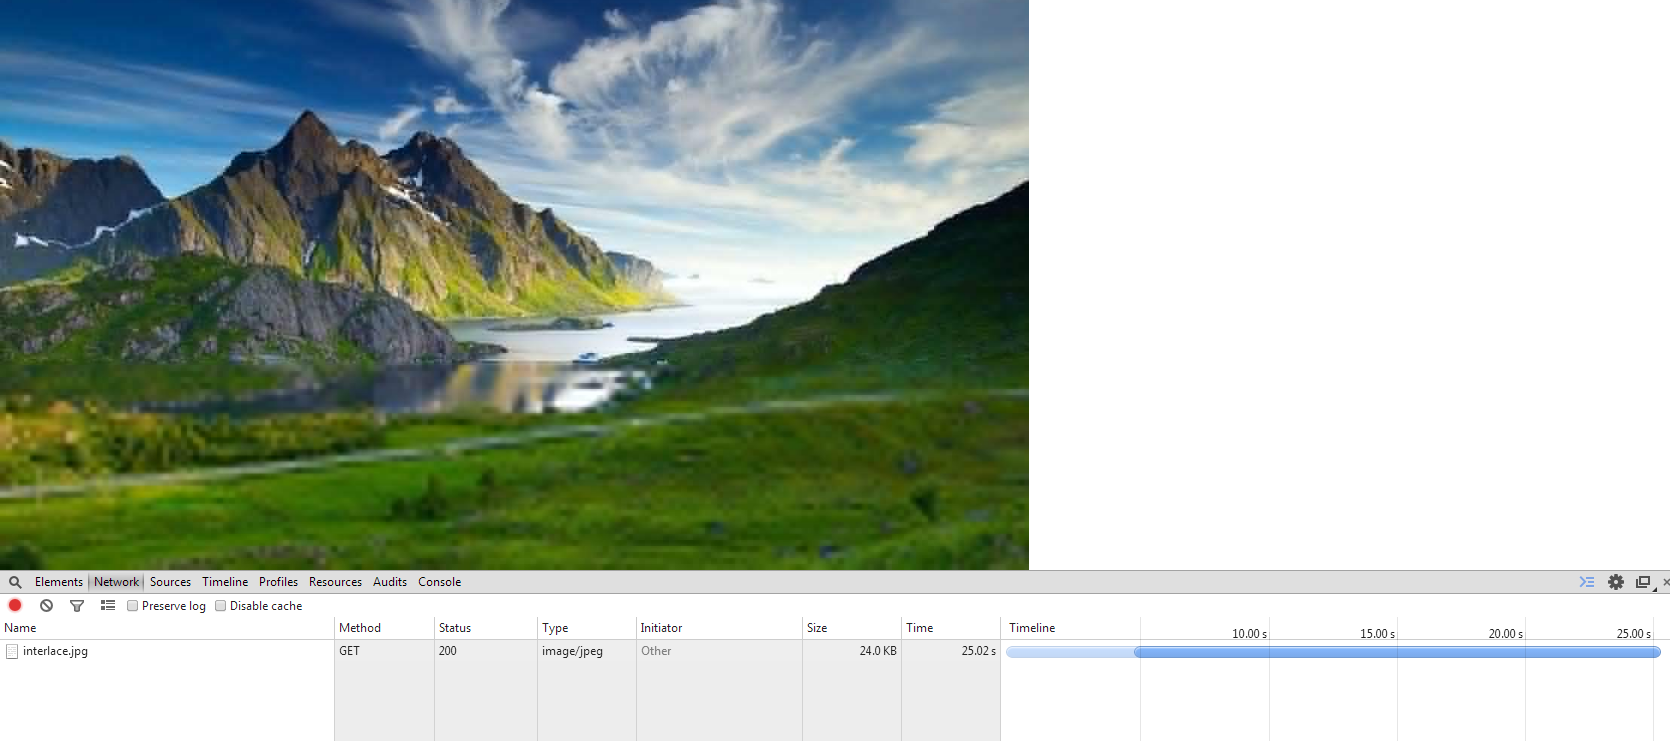 Elements Network Sources Timeline Profiles Resources Audits Console
Preserve log Disable cache
Name Method Status Type Initiator Size Time Timeline 10.00 s 15.00 s 20.00 s 25.00 s
interlace.jpg GET 200 image/jpeg Other 24.0 KB 25.02 s